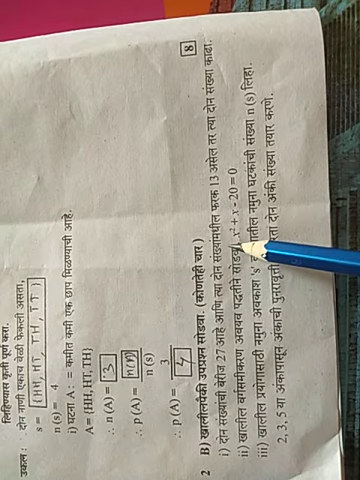 लिहिष्यास कृती पूर्ण करा.
उकल : दोन नाणी एकाच वेळी फेकली असता,
s = {HH, HT, TH, TT}
n (s) = 4
i) घटना A : = कमीत कमी एक छाप मिळण्याची आहे.
A = {HH, HT, TH}
∴ n (A) = 3
∴ p (A) = n(A) / n (s)
∴ p (A) = 3 / 4
2 B) खालीलपैकी उपप्रश्न सोडवा. (कोणतेही चार) 8
i) दोन संख्यांची बेरीज 27 आहे आणि त्या दोन संख्यांमधील फरक 13 असेल तर त्या दोन संख्या काढा.
ii) खालील वर्गसमीकरण अवयव पद्धतीने सोडवा. x² + x - 20 = 0
iii) खालील प्रयोगासाठी नमुना अवकाश 's' व नमुना घटकांची संख्या n (s) लिहा.
2, 3, 5 या अंकापासून अंकांची पुनरावृत्ती दोन अंकी संख्या तयार करणे.